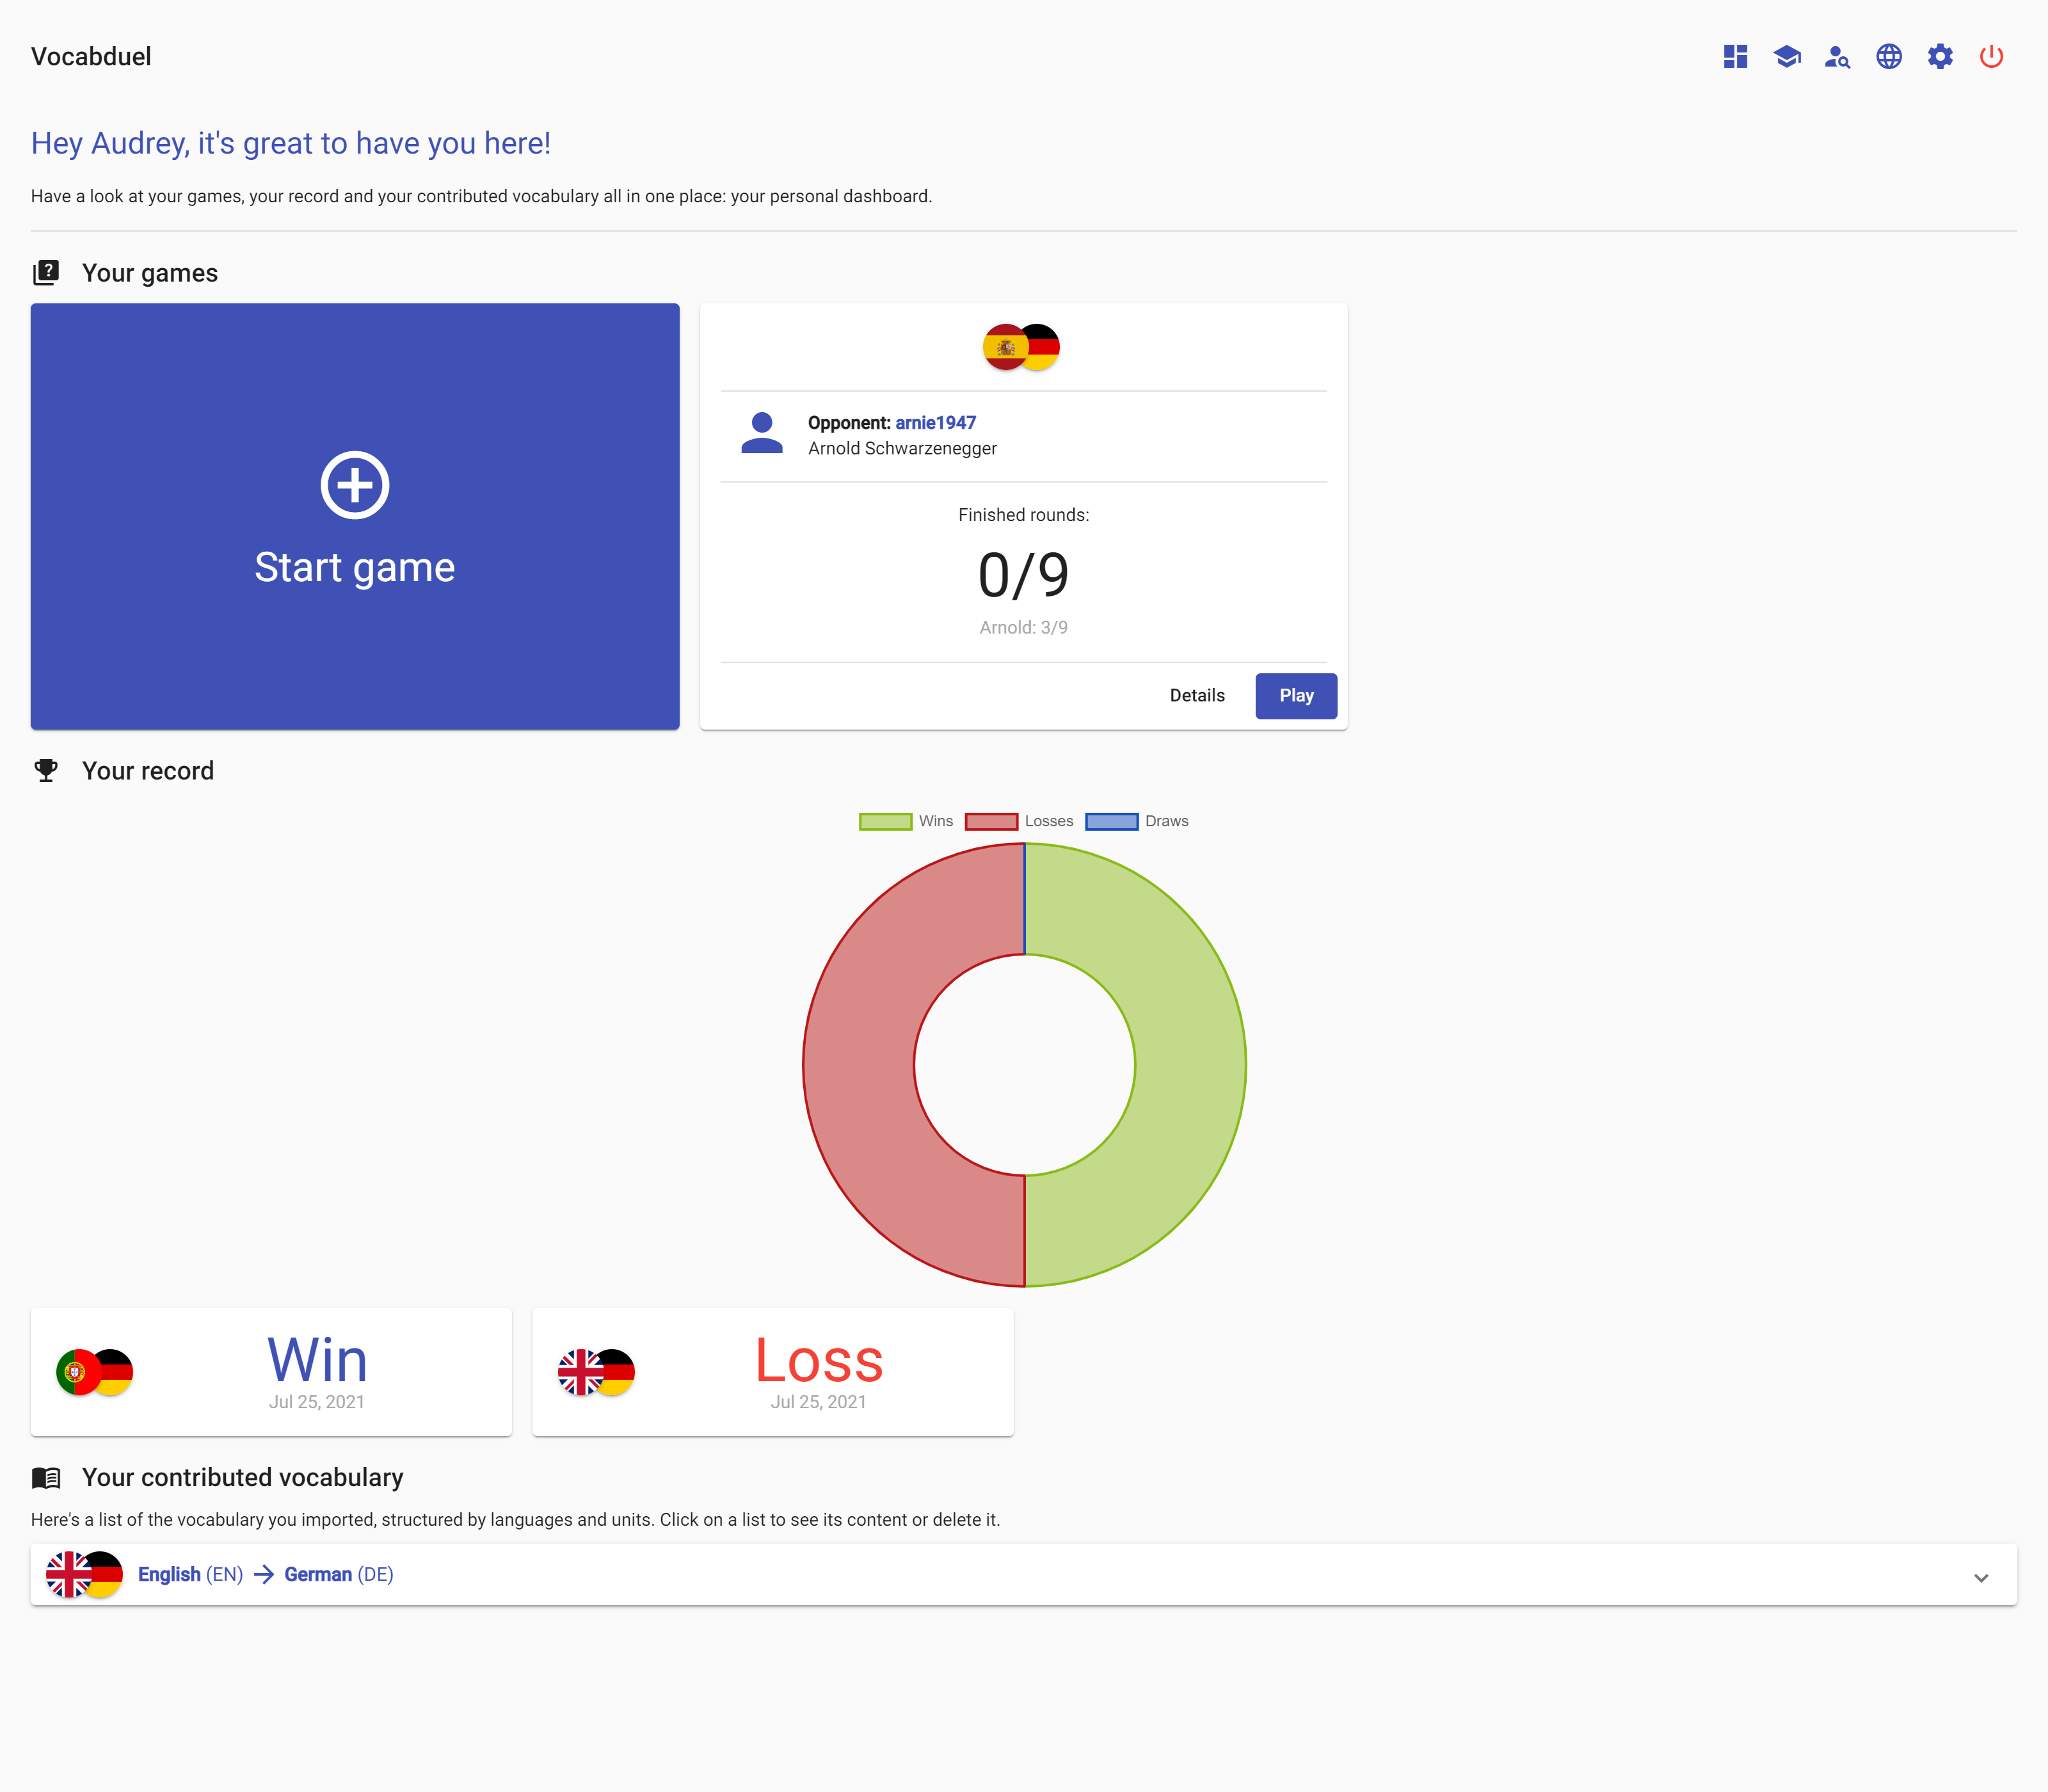 Vocabduel
Hey Audrey, it's great to have you here!
Have a look at your games, your record and your contributed vocabulary all in one place: your personal dashboard.
Your games
Start game
Opponent: arnie1947
Arnold Schwarzenegger
Finished rounds:
0/9
Arnold: 3/9
Details Play
Your record
Wins Losses Draws
Win
Jul 25, 2021
Loss
Jul 25, 2021
Your contributed vocabulary
Here's a list of the vocabulary you imported, structured by languages and units. Click on a list to see its content or delete it.
English (EN) → German (DE)